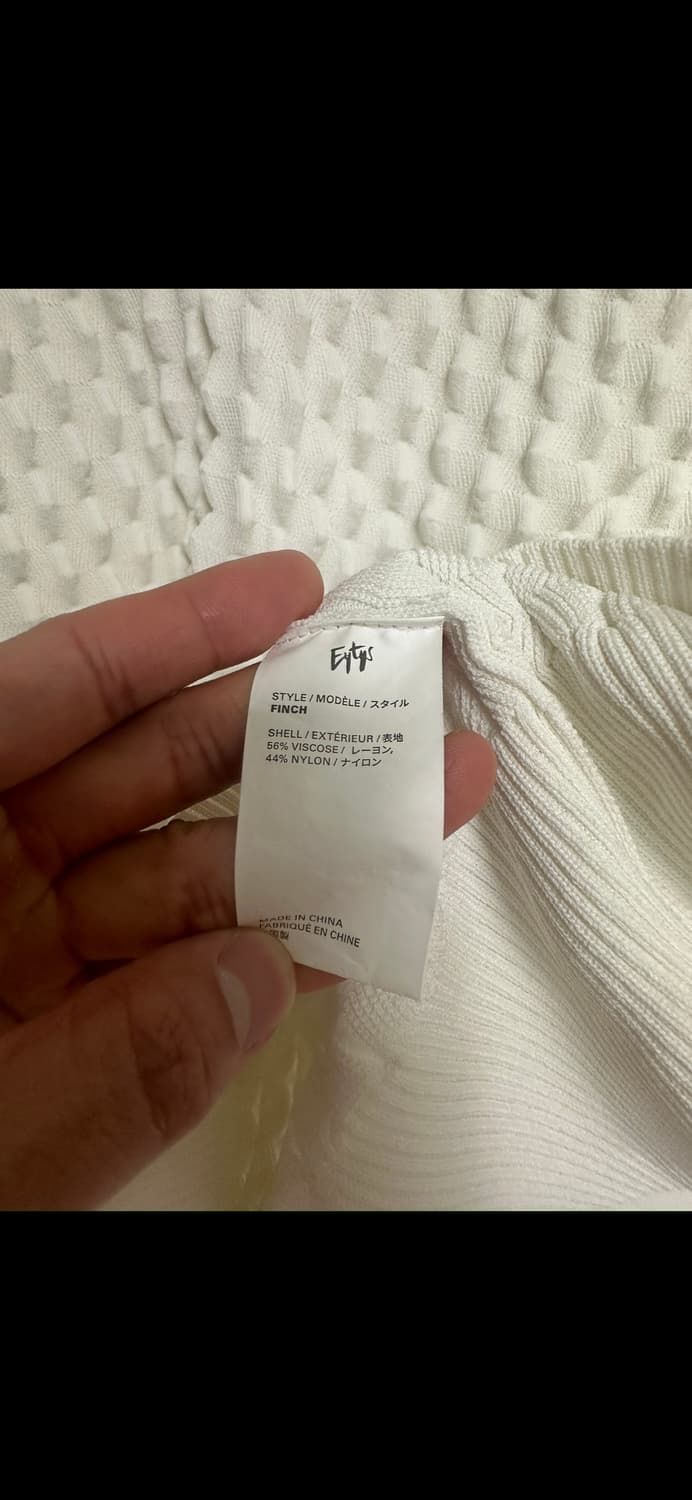 Eytys
STYLE / MODÈLE / スタイル
FINCH
SHELL / EXTÉRIEUR / 表地
56% VISCOSE / レーヨン,
44% NYLON / ナイロン
MADE IN CHINA
FABRIQUÉ EN CHINE